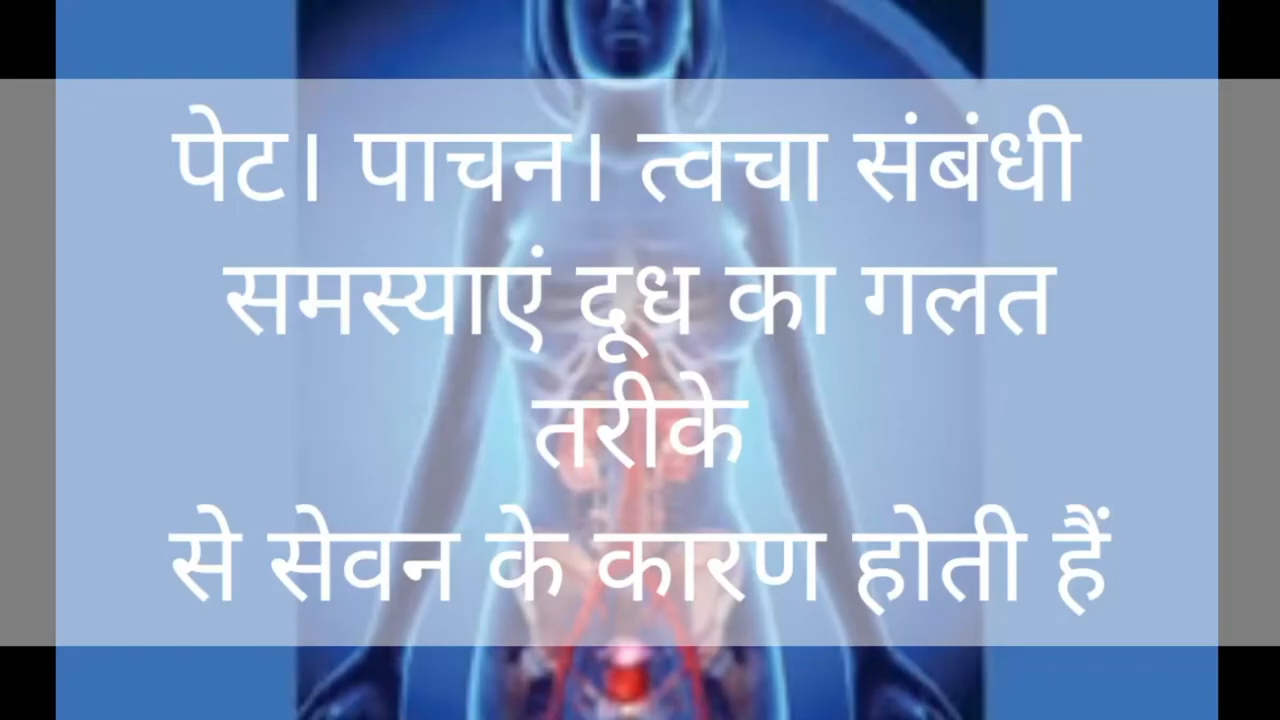 पेट। पाचन। त्वचा संबंधी
समस्याएं दूध का गलत
तरीके
से सेवन के कारण होती हैं